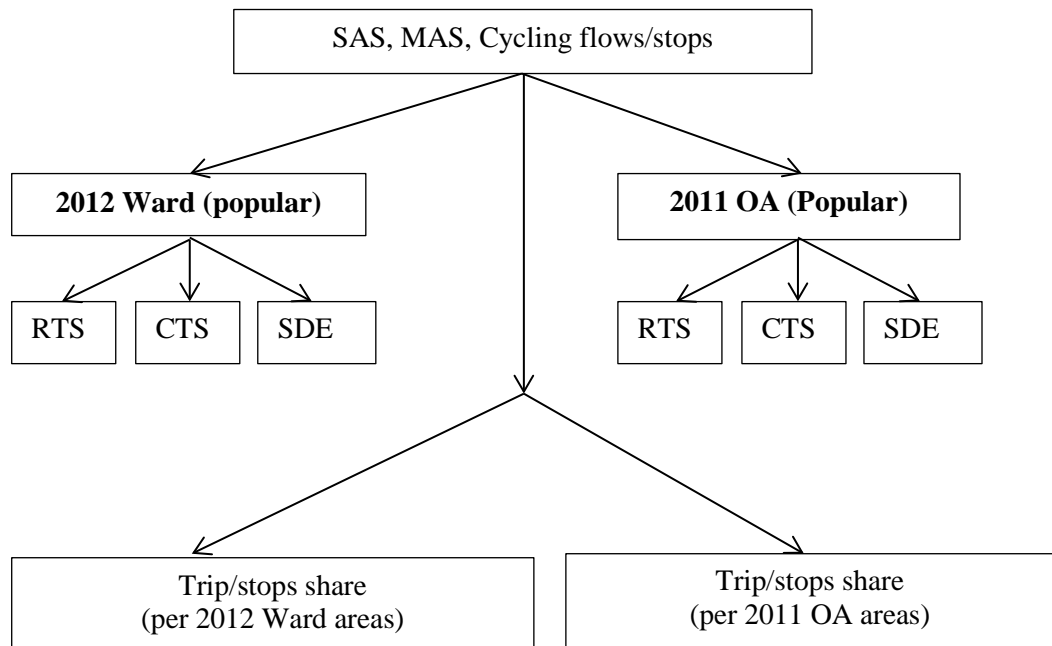 SAS, MAS, Cycling flows/stops
2012 Ward (popular)
2011 OA (Popular)
RTS
CTS
SDE
RTS
CTS
SDE
Trip/stops share
(per 2012 Ward areas)
Trip/stops share
(per 2011 OA areas)